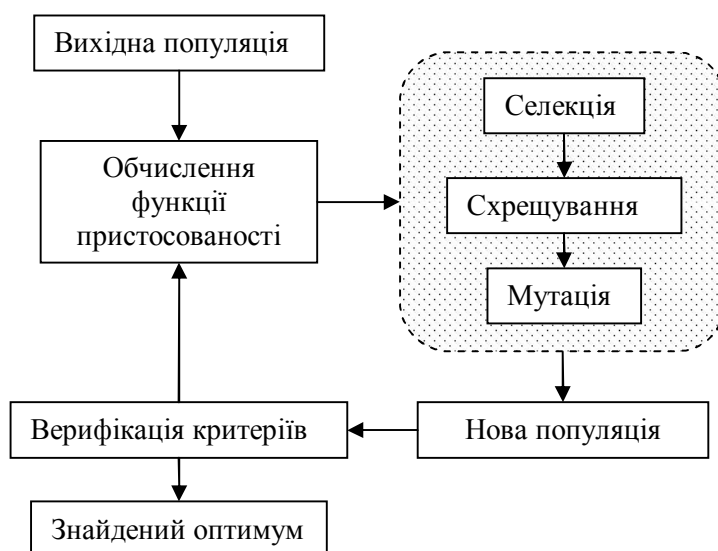 Вихідна популяція
Обчислення
функції
пристосованості
Селекція
Схрещування
Мутація
Верифікація критеріїв
Нова популяція
Знайдений оптимум